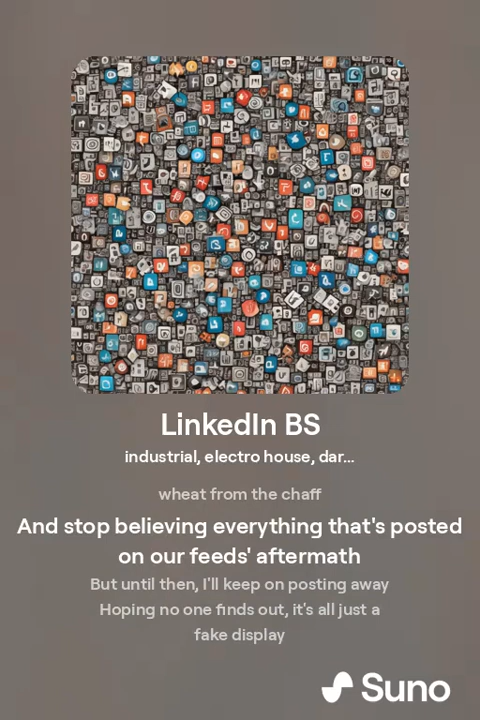 LinkedIn BS
industrial, electro house, dar...
wheat from the chaff
And stop believing everything that's posted
on our feeds' aftermath
But until then, I'll keep on posting away
Hoping no one finds out, it's all just a
fake display
Suno